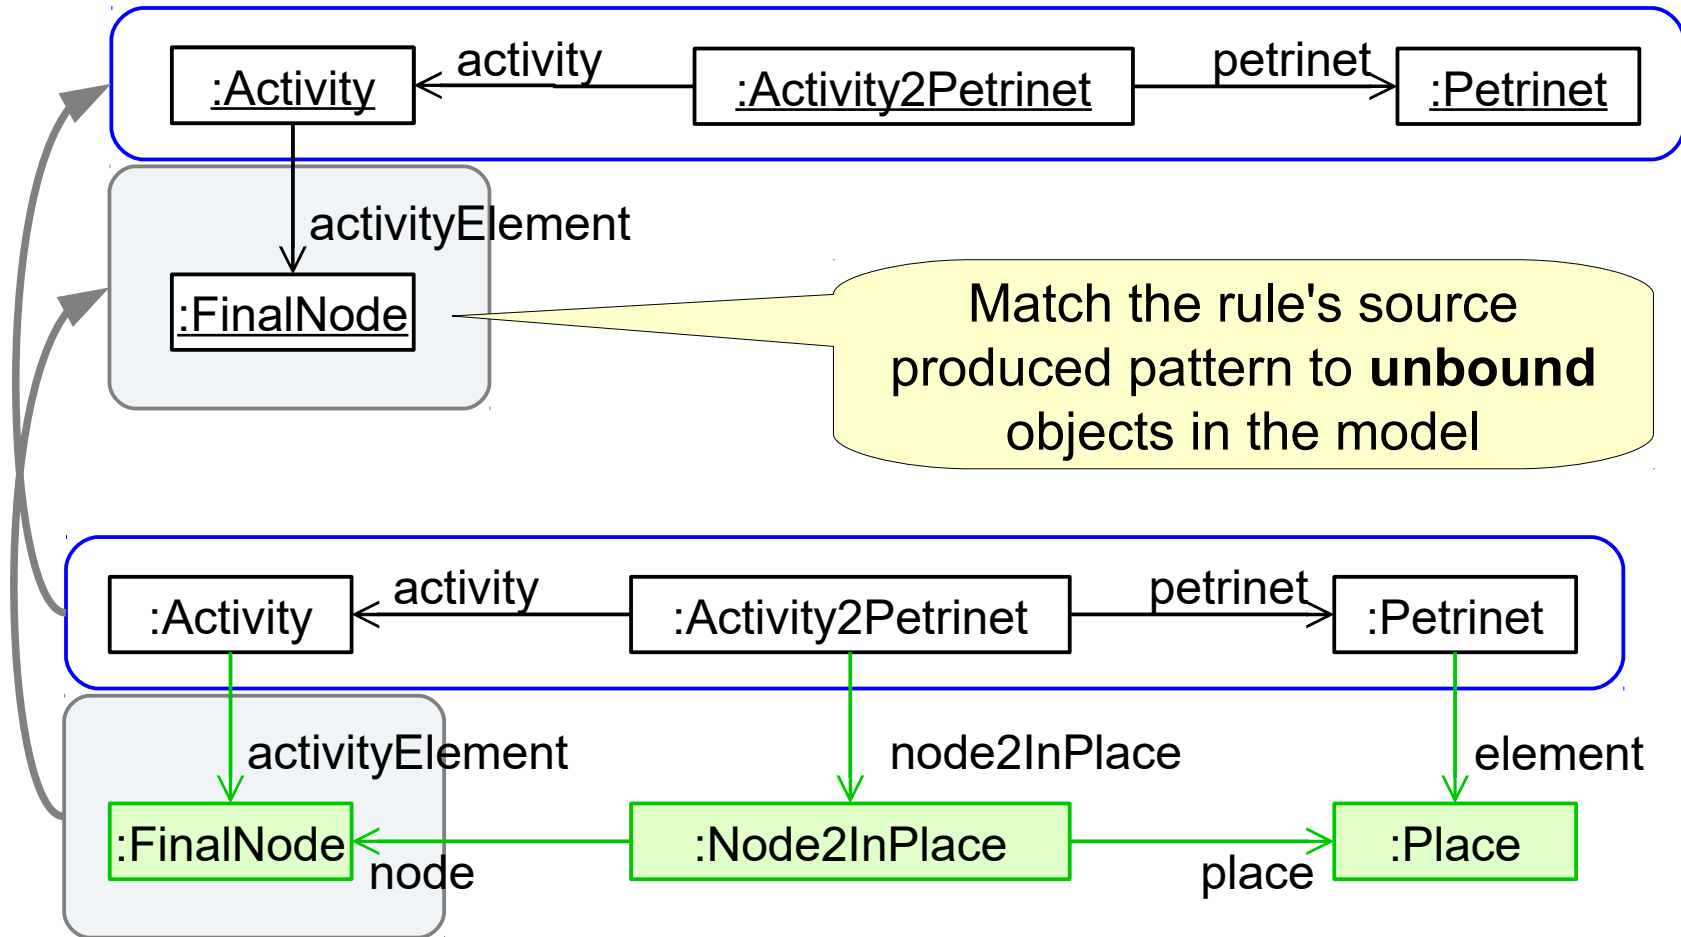 :Activity
activity
:Activity2Petrinet
petrinet
:Petrinet
activityElement
:FinalNode
Match the rule's source
produced pattern to unbound
objects in the model
:Activity
activity
:Activity2Petrinet
petrinet
:Petrinet
activityElement
node2InPlace
element
:FinalNode
node
:Node2InPlace
place
:Place